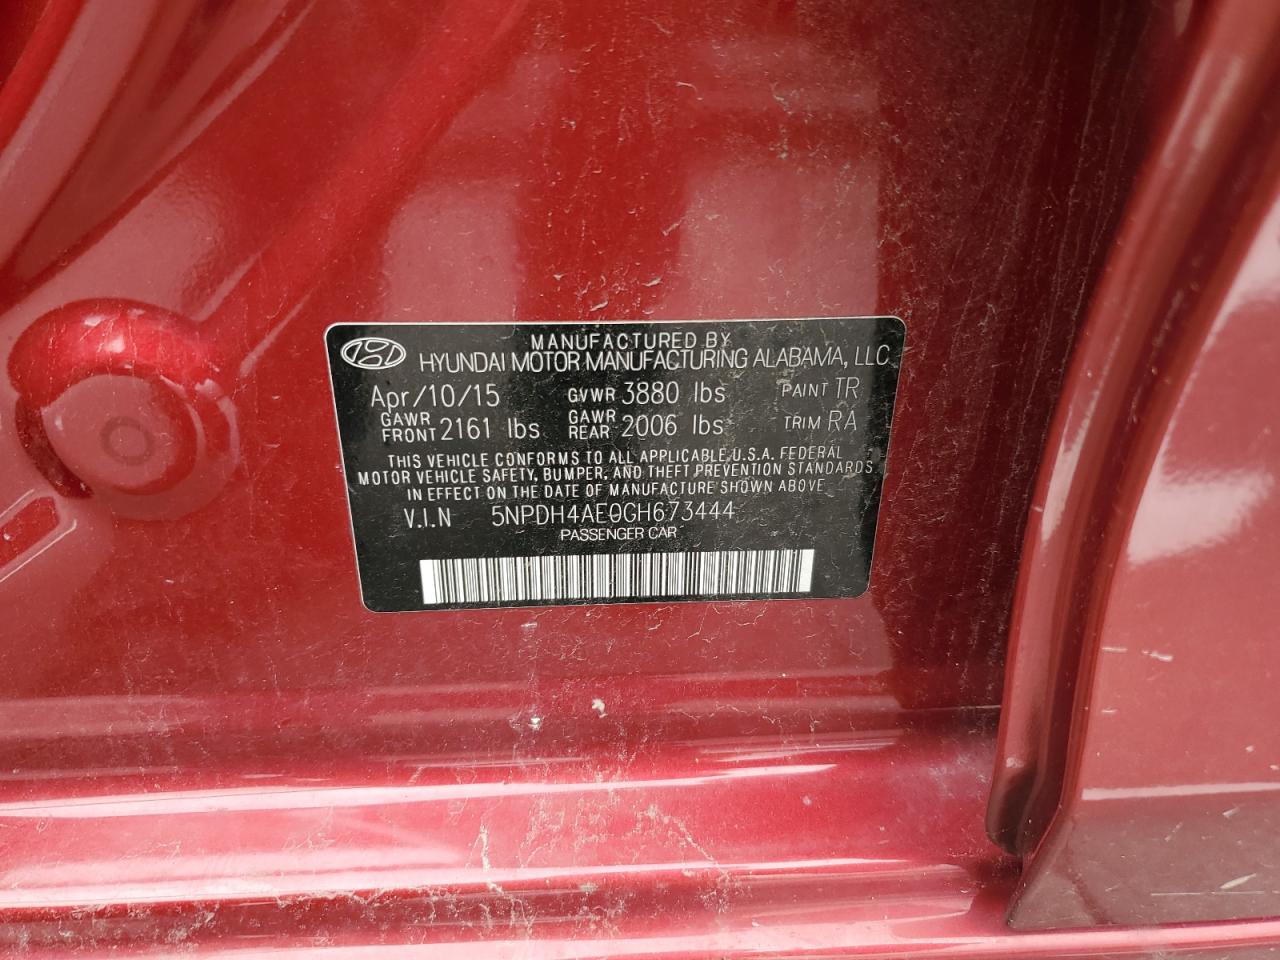 MANUFACTURED BY
HYUNDAI MOTOR MANUFACTURING ALABAMA, LLC
Apr/10/15 GVWR 3880 lbs PAINT TR
GAWR FRONT 2161 lbs GAWR REAR 2006 lbs TRIM RA
THIS VEHICLE CONFORMS TO ALL APPLICABLE U.S.A. FEDERAL
MOTOR VEHICLE SAFETY, BUMPER, AND THEFT PREVENTION STANDARDS
IN EFFECT ON THE DATE OF MANUFACTURE SHOWN ABOVE
V.I.N 5NPDH4AE0GH673444
PASSENGER CAR